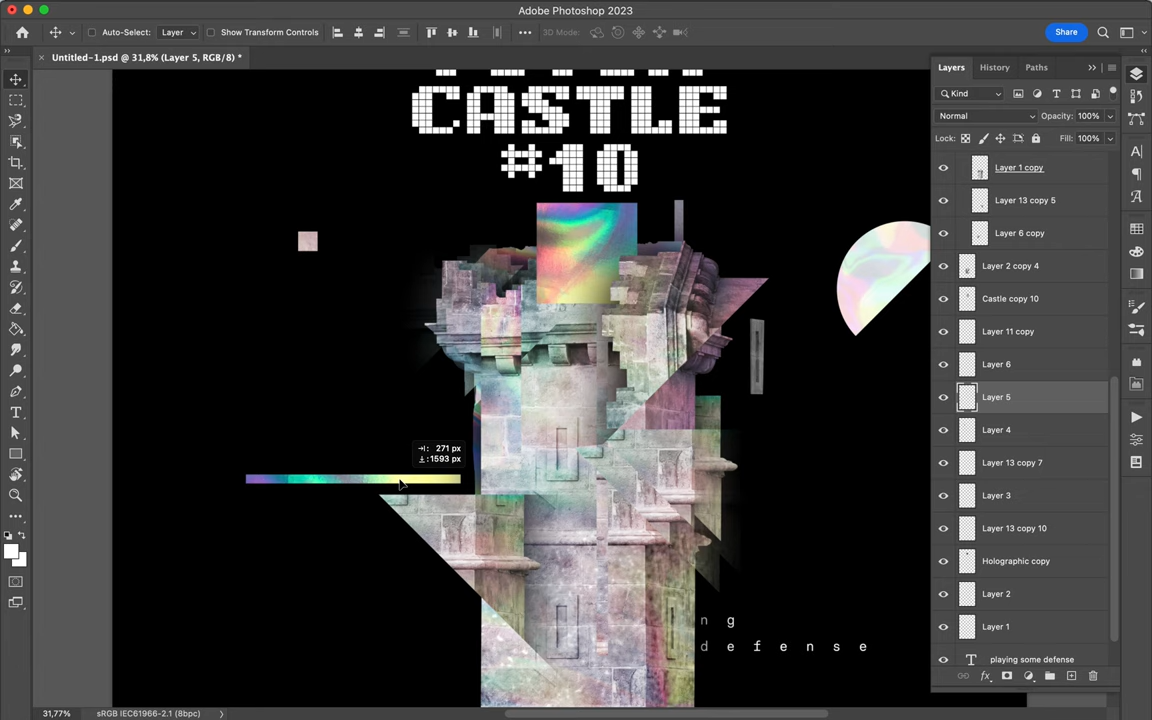 Adobe Photoshop 2023
Auto-Select:
Layer
Show Transform Controls
3D Mode:
Share
Untitled-1.psd @ 31,8% (Layer 5, RGB/8) *
CASTLE
#10
271 px
1593 px
n g
d e f e n s e
Layers
History
Paths
Kind
Normal
Opacity: 100%
Lock:
Fill: 100%
Layer 1 copy
Layer 13 copy 5
Layer 6 copy
Layer 2 copy 4
Castle copy 10
Layer 11 copy
Layer 6
Layer 5
Layer 4
Layer 13 copy 7
Layer 3
Layer 13 copy 10
Holographic copy
Layer 2
Layer 1
playing some defense
31,77%
sRGB IEC61966-2.1 (8bpc)